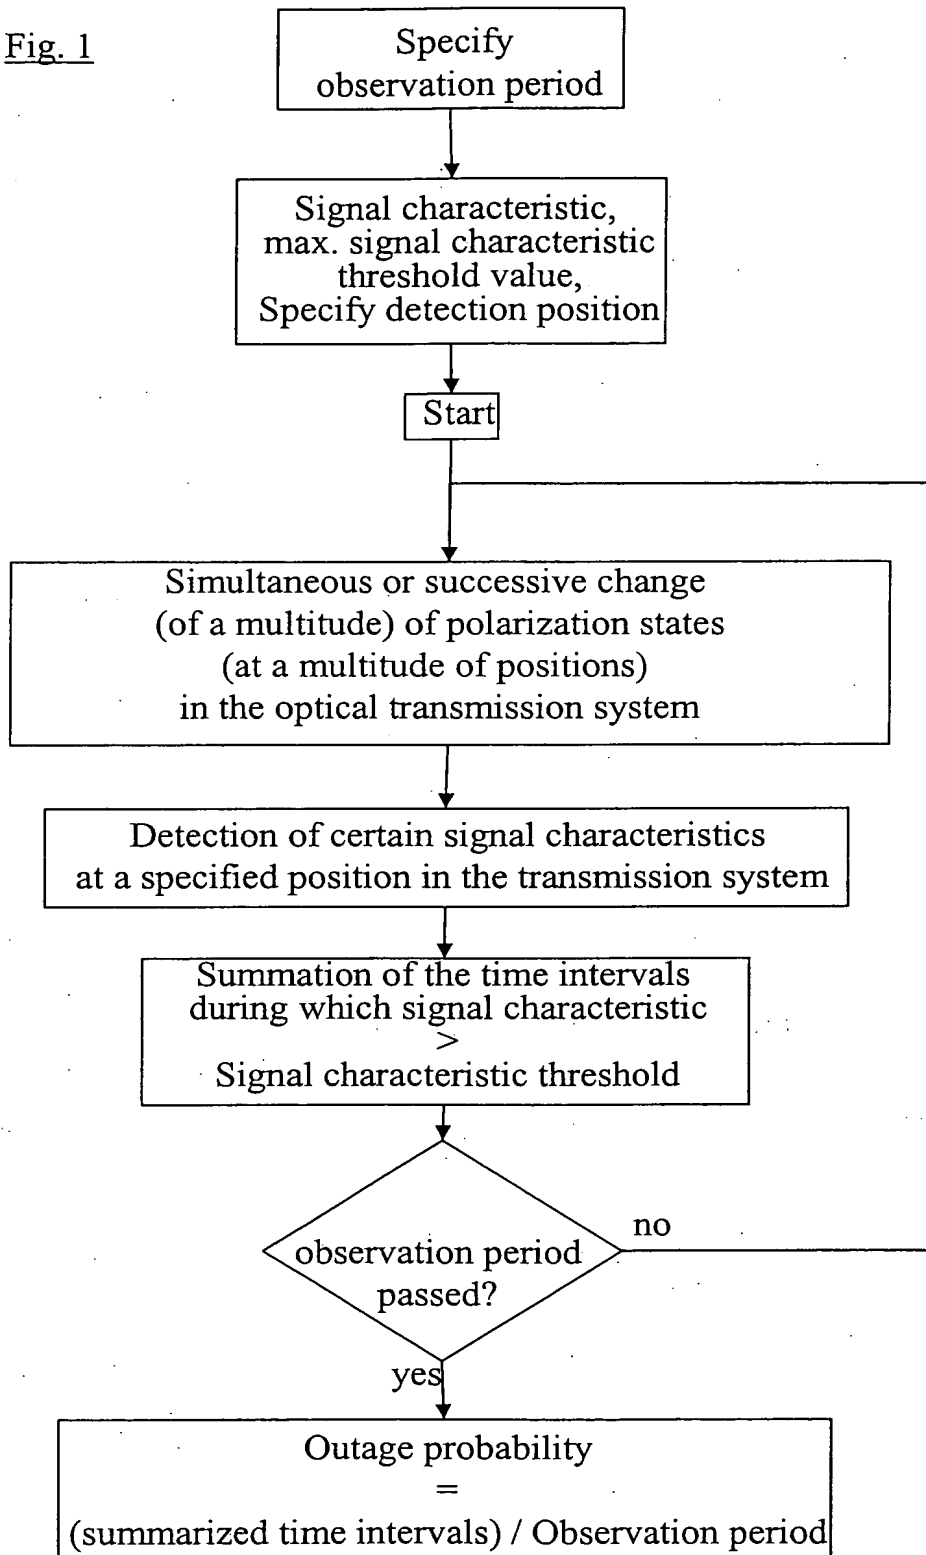 Fig. 1
Specify
observation period
Signal characteristic,
max. signal characteristic
threshold value,
Specify detection position
Start
Simultaneous or successive change
(of a multitude) of polarization states
(at a multitude of positions)
in the optical transmission system
Detection of certain signal characteristics
at a specified position in the transmission system
Summation of the time intervals
during which signal characteristic
>
Signal characteristic threshold
observation period
passed?
no
yes
Outage probability
=
(summarized time intervals) / Observation period